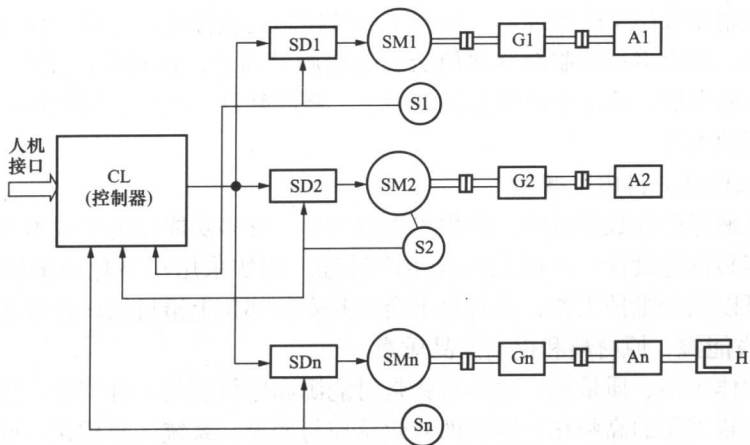 SD1
SM1
G1
A1
S1
人机
接口
CL
(控制器)
SD2
SM2
G2
A2
S2
SDn
SMn
Gn
An
H
Sn